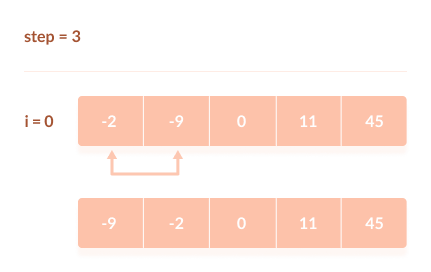 step = 3
i = 0 -2 -9 0 11 45
-9 -2 0 11 45